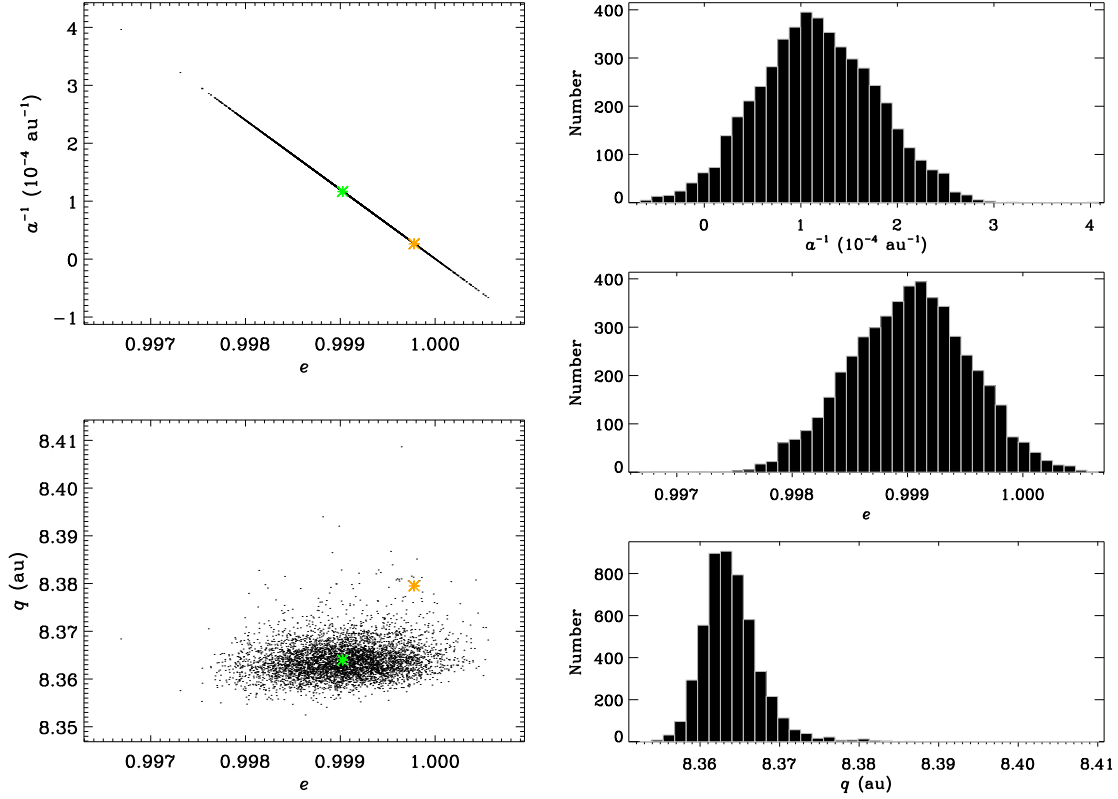 4
3
2
1
0
−1
a⁻¹ (10⁻⁴ au⁻¹)
0.997 0.998 0.999 1.000
e
8.41
8.40
8.39
8.38
8.37
8.36
8.35
q (au)
0.997 0.998 0.999 1.000
e
400
300
200
100
0
Number
0 1 2 3 4
a⁻¹ (10⁻⁴ au⁻¹)
400
300
200
100
0
Number
0.997 0.998 0.999 1.000
e
800
600
400
200
0
Number
8.36 8.37 8.38 8.39 8.40 8.41
q (au)